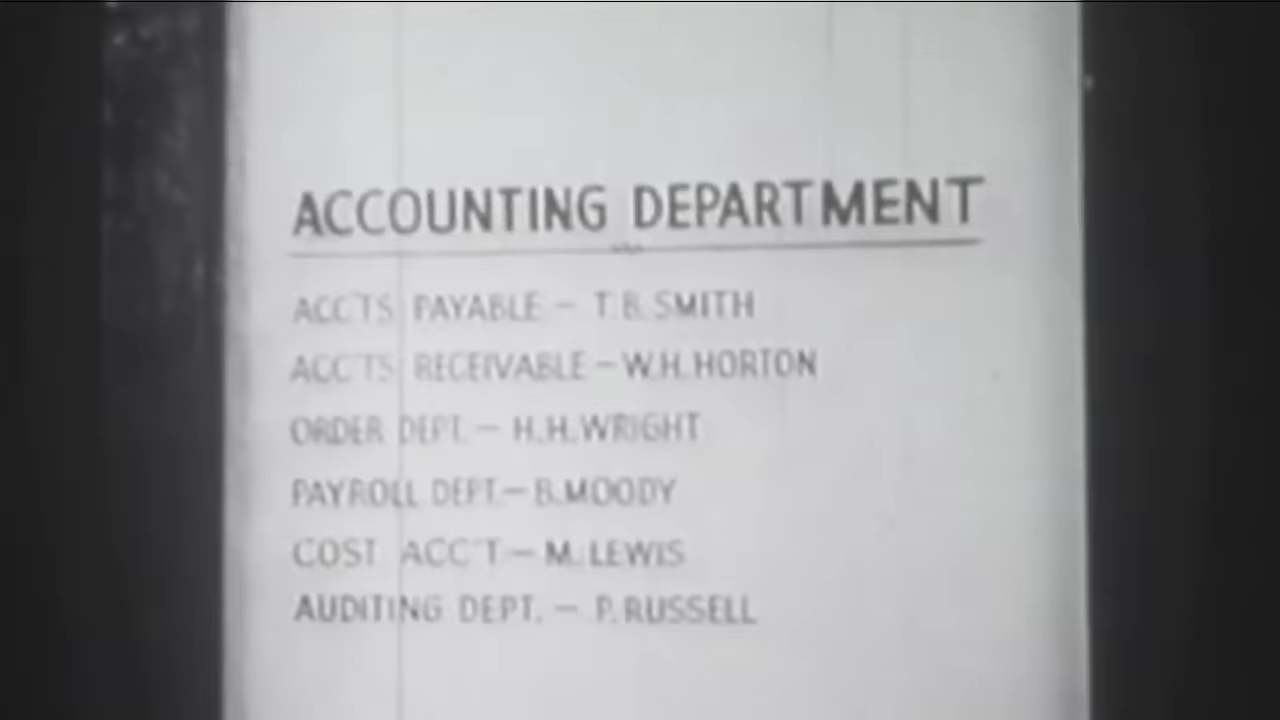 ACCOUNTING DEPARTMENT
ACC'TS PAYABLE – T.B. SMITH
ACC'TS RECEIVABLE – W.H. HORTON
ORDER DEPT. – H.H. WRIGHT
PAYROLL DEPT. – B. MOODY
COST ACC'T – M. LEWIS
AUDITING DEPT. – P. RUSSELL